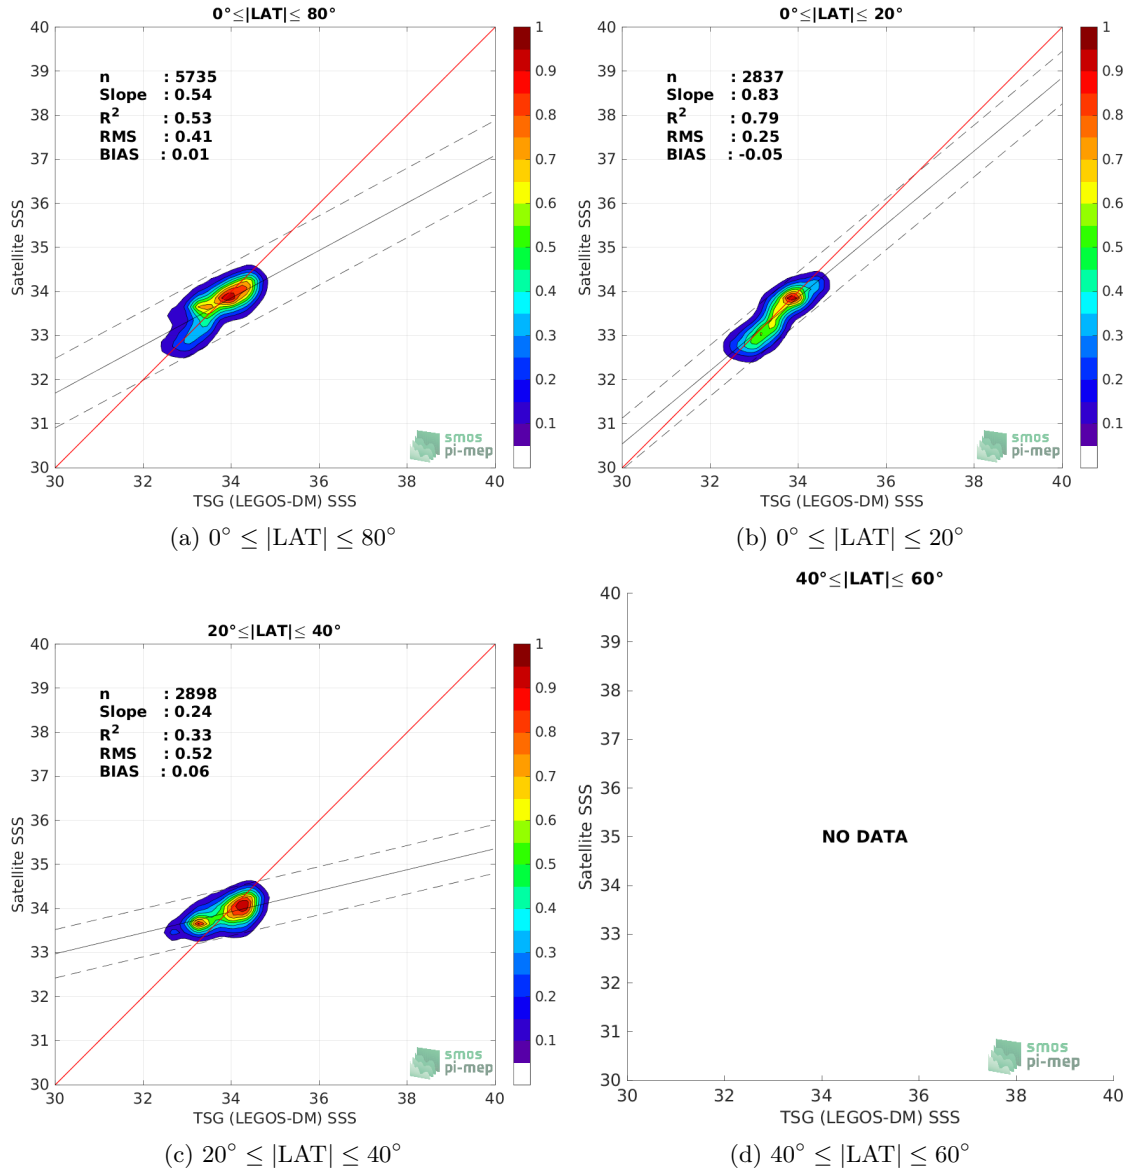 0°≤|LAT|≤ 80°
40
39
38
37
36
35
34
33
32
31
30
n : 5735
Slope : 0.54
R² : 0.53
RMS : 0.41
BIAS : 0.01
Satellite SSS
smos
pi-mep
30 32 34 36 38 40
TSG (LEGOS-DM) SSS
1
0.9
0.8
0.7
0.6
0.5
0.4
0.3
0.2
0.1
(a) 0° ≤ |LAT| ≤ 80°
0°≤|LAT|≤ 20°
40
39
38
37
36
35
34
33
32
31
30
n : 2837
Slope : 0.83
R² : 0.79
RMS : 0.25
BIAS : -0.05
Satellite SSS
smos
pi-mep
30 32 34 36 38 40
TSG (LEGOS-DM) SSS
1
0.9
0.8
0.7
0.6
0.5
0.4
0.3
0.2
0.1
(b) 0° ≤ |LAT| ≤ 20°
20°≤|LAT|≤ 40°
40
39
38
37
36
35
34
33
32
31
30
n : 2898
Slope : 0.24
R² : 0.33
RMS : 0.52
BIAS : 0.06
Satellite SSS
smos
pi-mep
30 32 34 36 38 40
TSG (LEGOS-DM) SSS
1
0.9
0.8
0.7
0.6
0.5
0.4
0.3
0.2
0.1
(c) 20° ≤ |LAT| ≤ 40°
40°≤|LAT|≤ 60°
40
39
38
37
36
35
34
33
32
31
30
Satellite SSS
NO DATA
smos
pi-mep
30 32 34 36 38 40
TSG (LEGOS-DM) SSS
(d) 40° ≤ |LAT| ≤ 60°